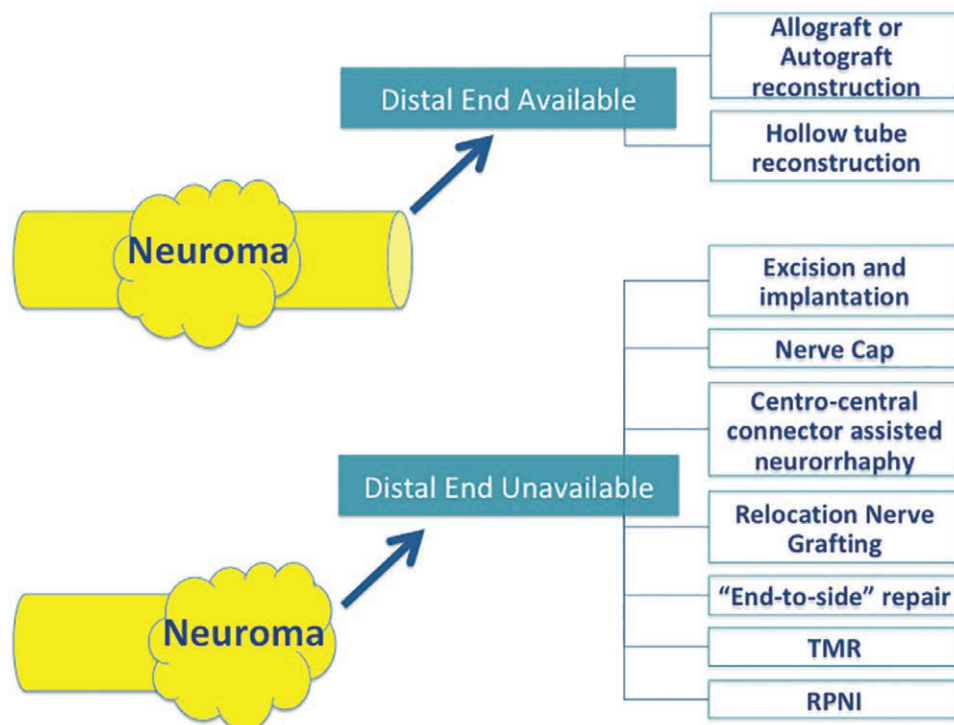 Allograft or
Autograft
reconstruction
Distal End Available
Hollow tube
reconstruction
Neuroma
Excision and
implantation
Nerve Cap
Centro-central
connector assisted
neurorrhaphy
Distal End Unavailable
Relocation Nerve
Grafting
“End-to-side” repair
Neuroma
TMR
RPNI